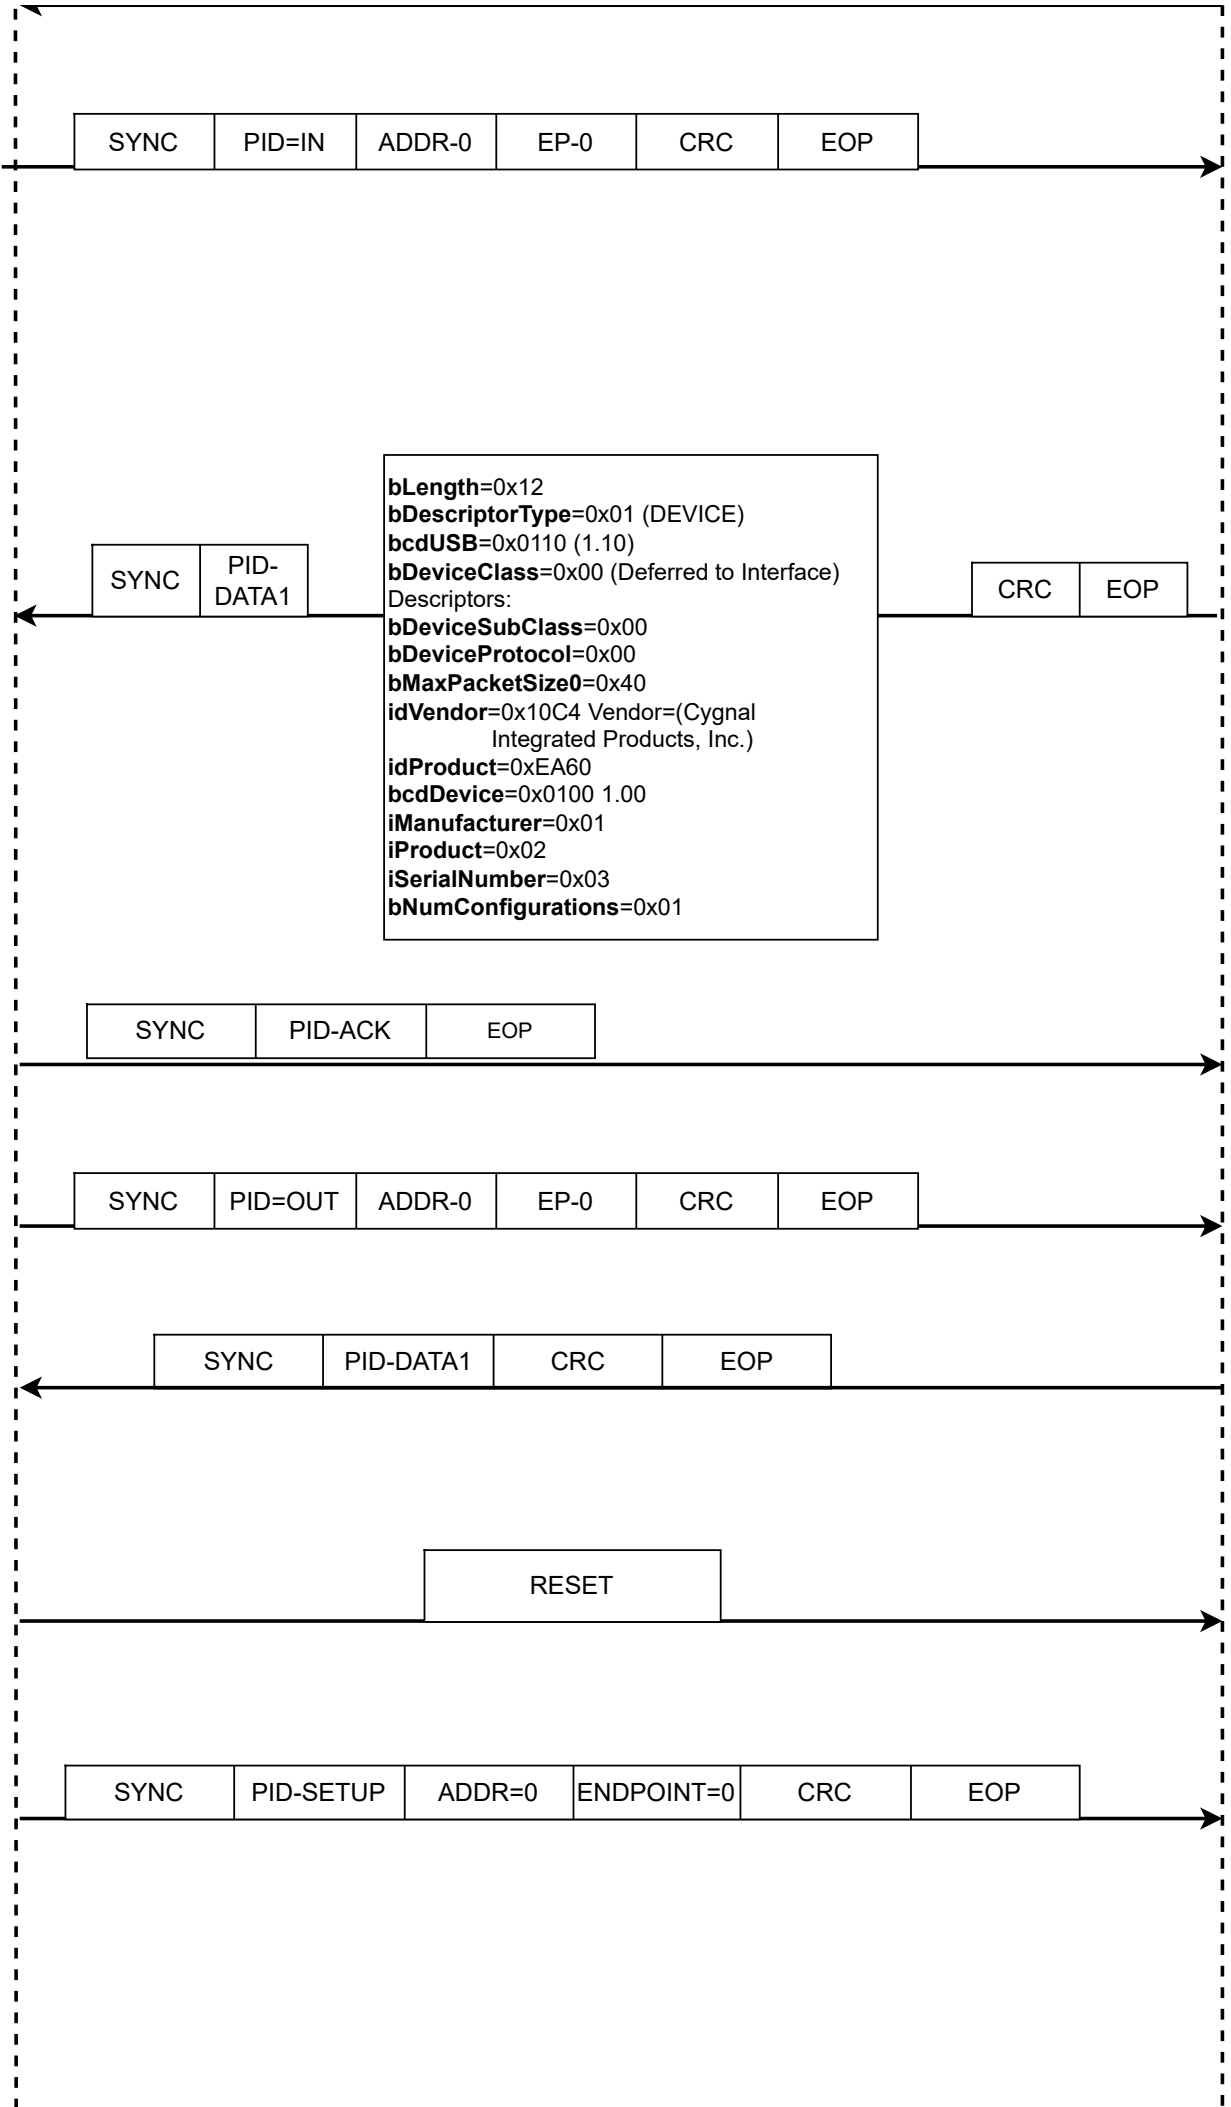 SYNC PID=IN ADDR-0 EP-0 CRC EOP
bLength=0x12
bDescriptorType=0x01 (DEVICE)
bcdUSB=0x0110 (1.10)
bDeviceClass=0x00 (Deferred to Interface)
Descriptors:
bDeviceSubClass=0x00
bDeviceProtocol=0x00
bMaxPacketSize0=0x40
idVendor=0x10C4 Vendor=(Cygnal
Integrated Products, Inc.)
idProduct=0xEA60
bcdDevice=0x0100 1.00
iManufacturer=0x01
iProduct=0x02
iSerialNumber=0x03
bNumConfigurations=0x01
SYNC
PID-
DATA1
CRC EOP
SYNC PID-ACK EOP
SYNC PID=OUT ADDR-0 EP-0 CRC EOP
SYNC PID-DATA1 CRC EOP
RESET
SYNC PID-SETUP ADDR=0 ENDPOINT=0 CRC EOP